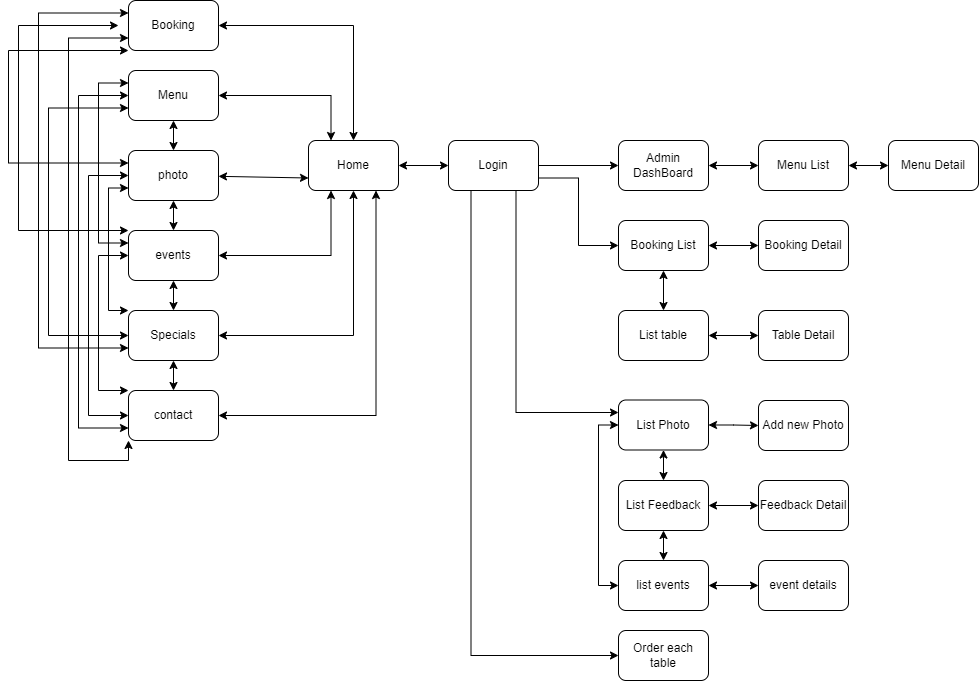 Booking
Menu
photo
events
Specials
contact
Home
Login
Admin
DashBoard
Menu List
Menu Detail
Booking List
Booking Detail
List table
Table Detail
List Photo
Add new Photo
List Feedback
Feedback Detail
list events
event details
Order each
table